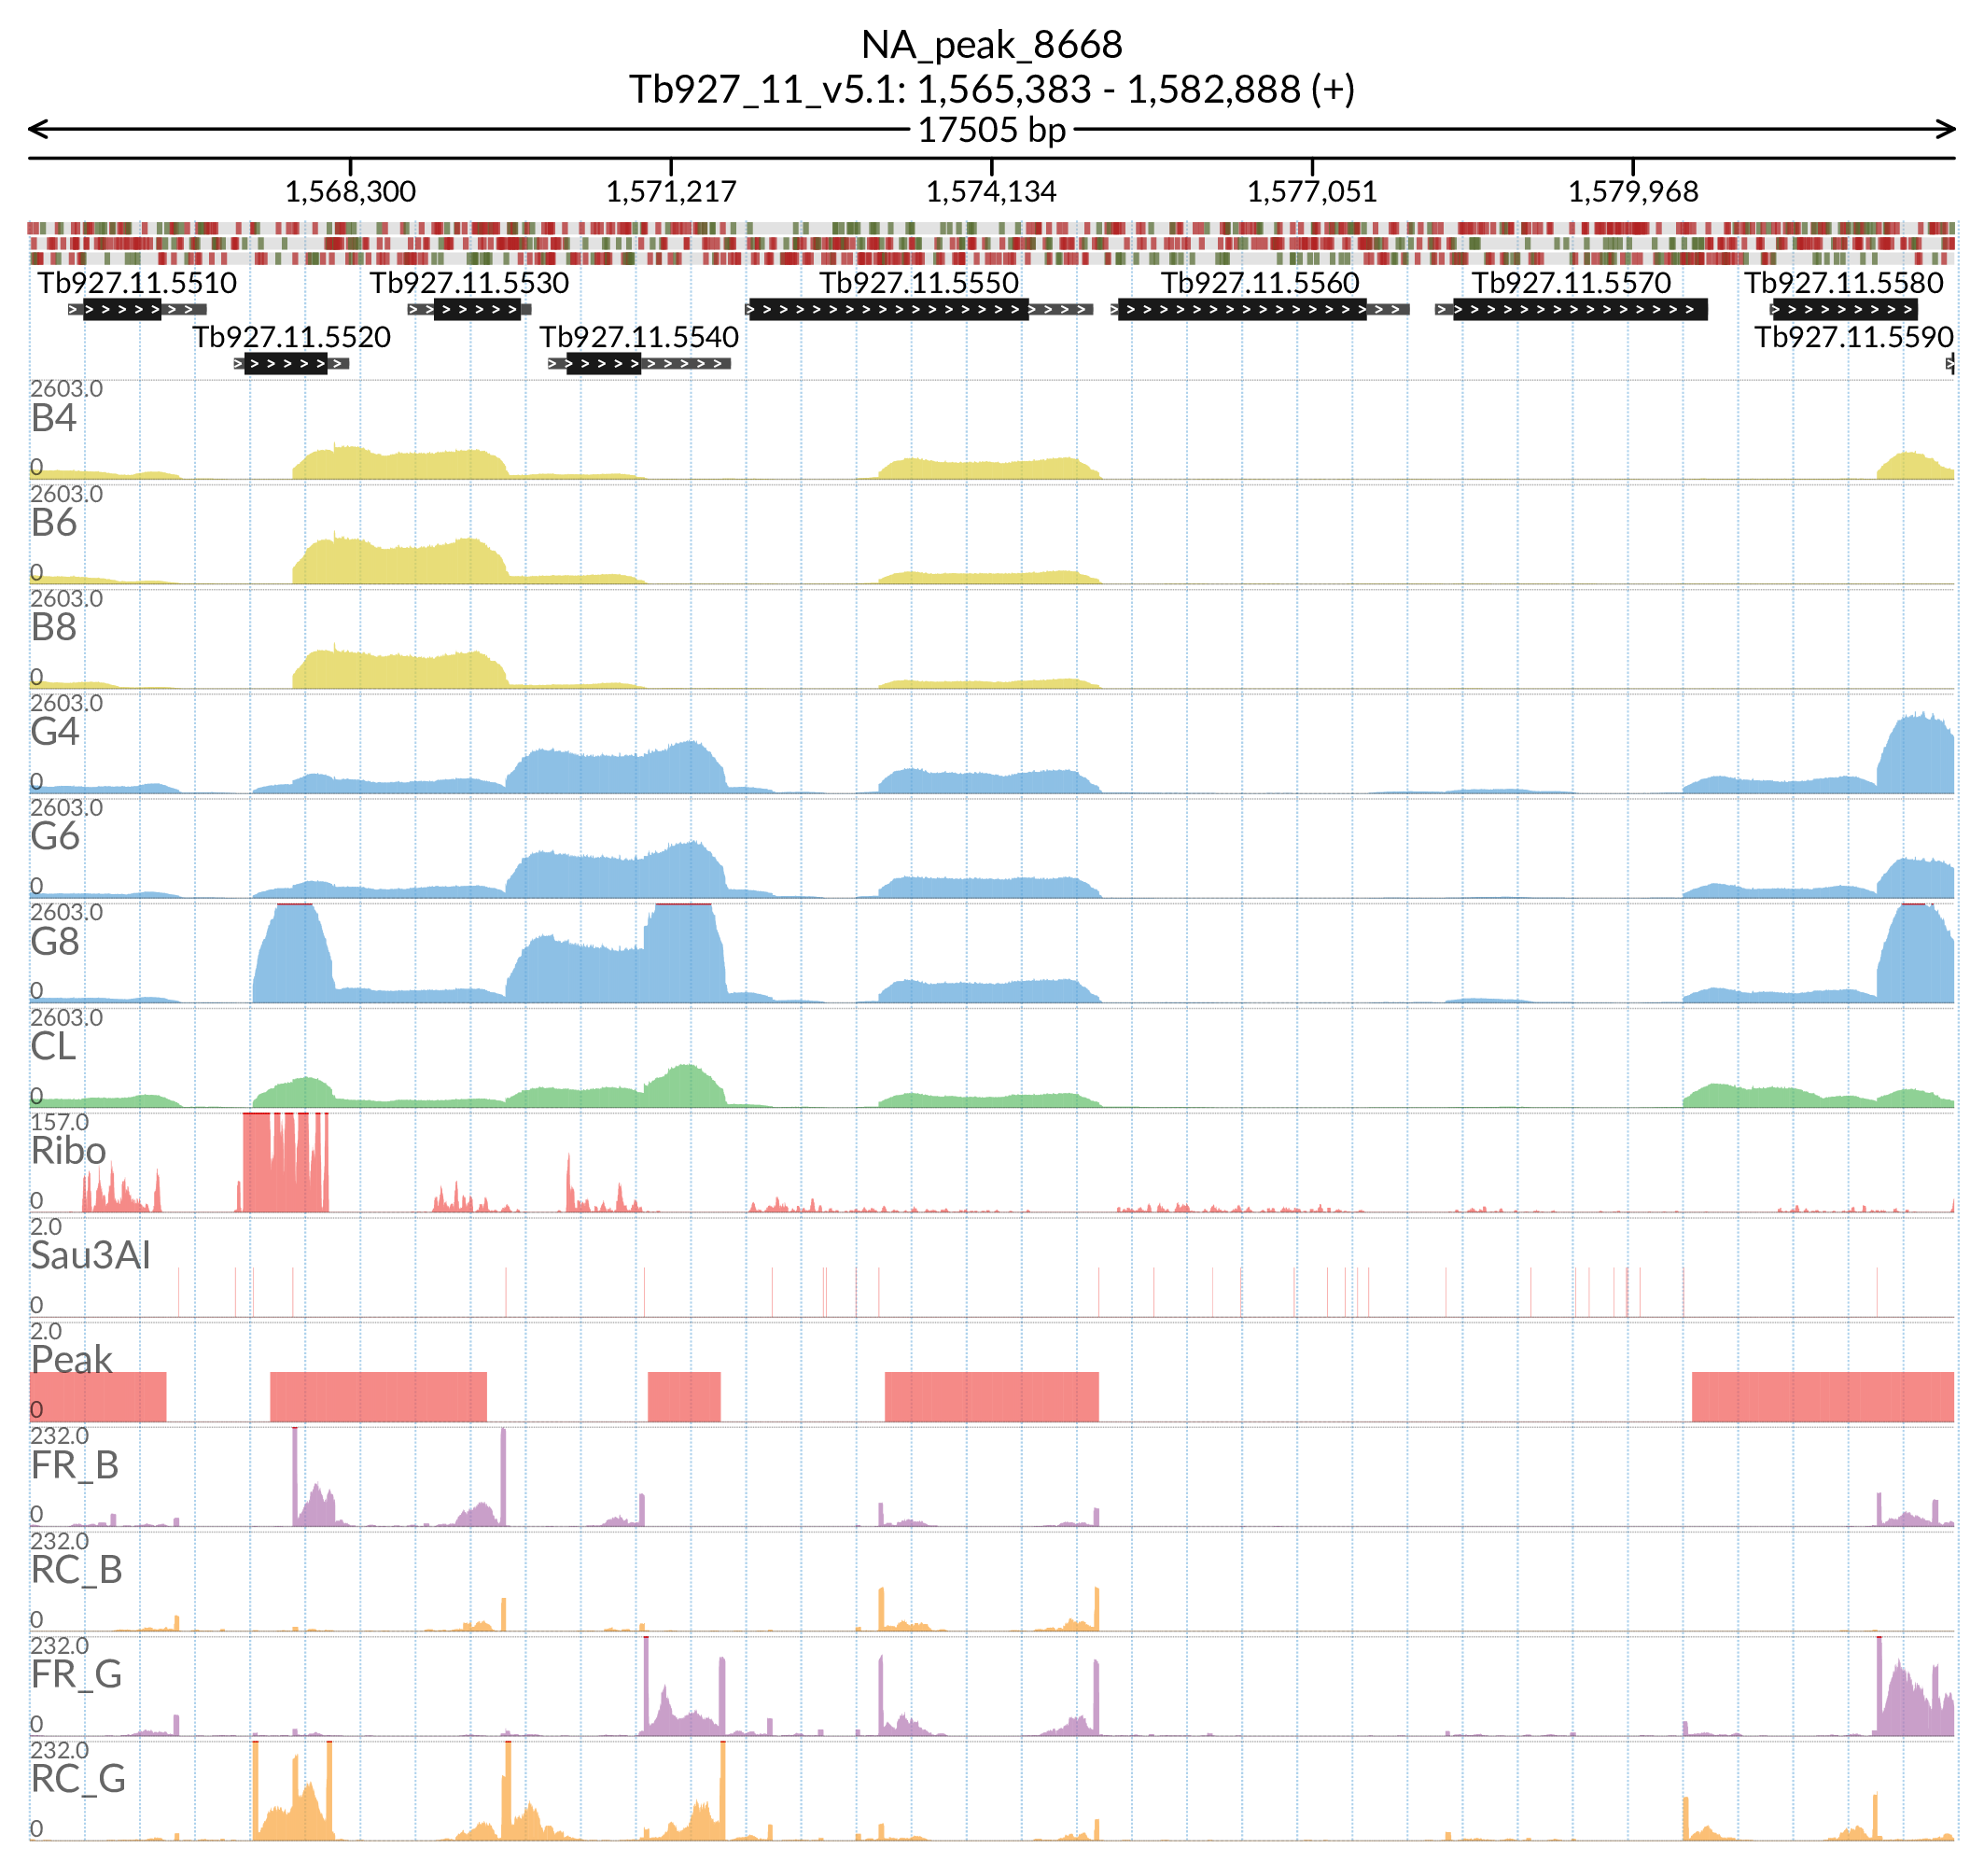 NA_peak_8668
Tb927_11_v5.1: 1,565,383 - 1,582,888 (+)
17505 bp
1,568,300 1,571,217 1,574,134 1,577,051 1,579,968
Tb927.11.5510 Tb927.11.5530 Tb927.11.5550 Tb927.11.5560 Tb927.11.5570 Tb927.11.5580
Tb927.11.5520 Tb927.11.5540 Tb927.11.5590
2603.0
B4
0
2603.0
B6
0
2603.0
B8
0
2603.0
G4
0
2603.0
G6
0
2603.0
G8
0
2603.0
CL
0
157.0
Ribo
0
2.0
Sau3AI
0
2.0
Peak
0
232.0
FR_B
0
232.0
RC_B
0
232.0
FR_G
0
232.0
RC_G
0